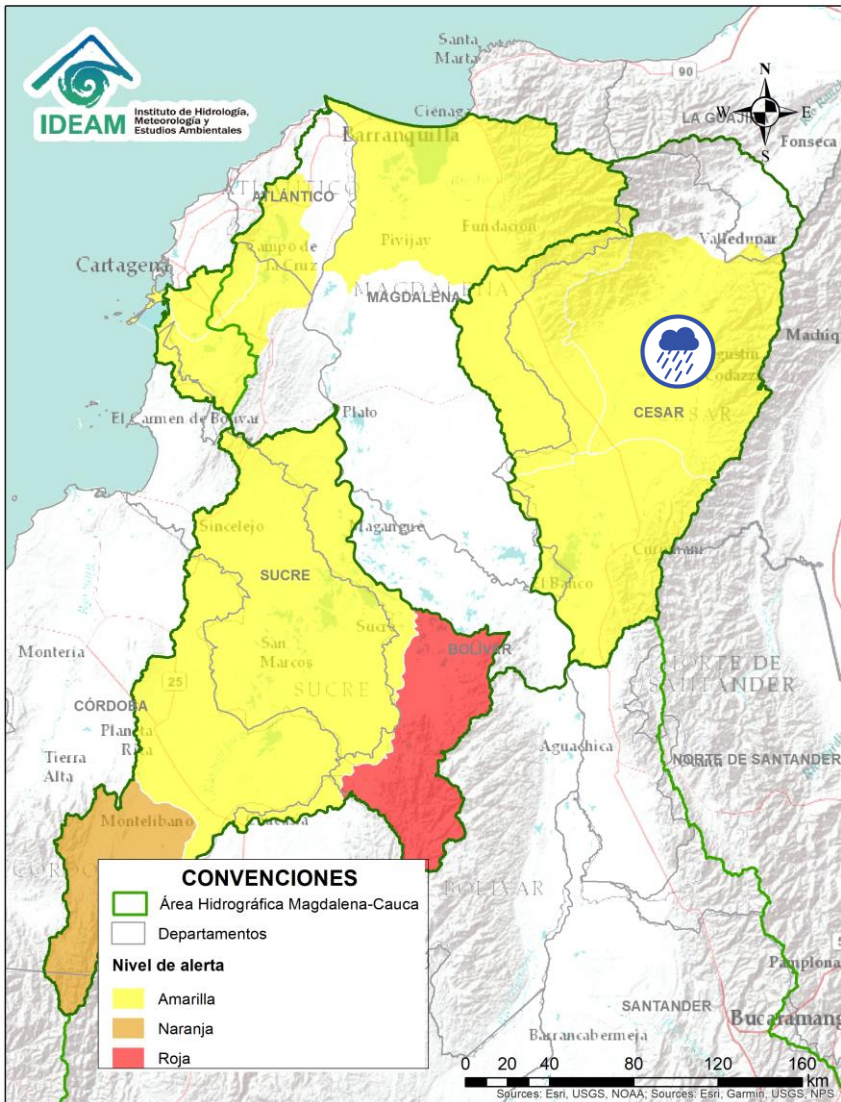 IDEAM
Instituto de Hidrología,
Meteorología y
Estudios Ambientales
Santa
Marta
90
N
W
E
S
Ciénaga
LA GUAJIRA
Fonseca
Barranquilla
ATLÁNTICO
Valledupar
Cartagena
Campo de
la Cruz
Pivijay
Fundación
MAGDALENA
MAGDALENA
Agustín
Codazzi
CESAR
El Carmen de Bolívar
Plato
Sincelejo
Magangué
Curumaní
SUCRE
El Banco
Sucre
San
Marcos
BOLÍVAR
Montería
25
SUCRE
NORTE DE
SANTANDER
CÓRDOBA
Planeta
Rica
Tierra
Alta
Aguachica
NORTE DE SANTANDER
Montelíbano
BOLÍVAR
CONVENCIONES
Área Hidrográfica Magdalena-Cauca
Departamentos
Nivel de alerta
Amarilla
Naranja
Roja
Pamplona
SANTANDER
Bucaramang
Barrancabermeja
0 20 40 80 120 160
km
Sources: Esri, USGS, NOAA; Sources: Esri, Garmin, USGS, NPS